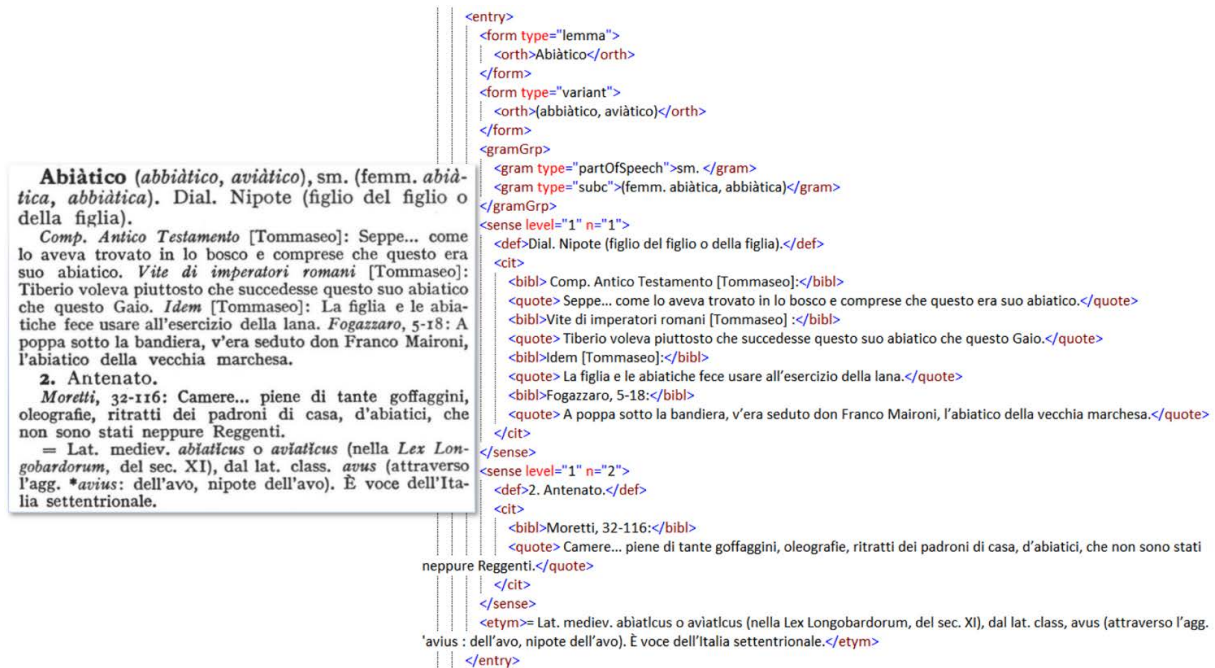 Abiàtico (abbiàtico, aviàtico), sm. (femm. abià-
tica, abbiàtica). Dial. Nipote (figlio del figlio o
della figlia).
Comp. Antico Testamento [Tommaseo]: Seppe... come
lo aveva trovato in lo bosco e comprese che questo era
suo abiatico. Vite di imperatori romani [Tommaseo]:
Tiberio voleva piuttosto che succedesse questo suo abiatico
che questo Gaio. Idem [Tommaseo]: La figlia e le abia-
tiche fece usare all'esercizio della lana. Fogazzaro, 5-18: A
poppa sotto la bandiera, v'era seduto don Franco Maironi,
l'abiatico della vecchia marchesa.
2. Antenato.
Moretti, 32-116: Camere... piene di tante goffaggini,
oleografie, ritratti dei padroni di casa, d'abiatici, che
non sono stati neppure Reggenti.
= Lat. mediev. abiatĭcus o aviatĭcus (nella Lex Lon-
gobardorum, del sec. XI), dal lat. class. avus (attraverso
l'agg. *avius: dell'avo, nipote dell'avo). È voce dell'Ita-
lia settentrionale.
<entry>
<form type="lemma">
<orth>Abiàtico</orth>
</form>
<form type="variant">
<orth>(abbiàtico, aviàtico)</orth>
</form>
<gramGrp>
<gram type="partOfSpeech">sm. </gram>
<gram type="subc">(femm. abiàtica, abbiàtica)</gram>
</gramGrp>
<sense level="1" n="1">
<def>Dial. Nipote (figlio del figlio o della figlia).</def>
<cit>
<bibl> Comp. Antico Testamento [Tommaseo]:</bibl>
<quote> Seppe... come lo aveva trovato in lo bosco e comprese che questo era suo abiatico.</quote>
<bibl>Vite di imperatori romani [Tommaseo] :</bibl>
<quote> Tiberio voleva piuttosto che succedesse questo suo abiatico che questo Gaio.</quote>
<bibl>Idem [Tommaseo]:</bibl>
<quote> La figlia e le abiatiche fece usare all'esercizio della lana.</quote>
<bibl>Fogazzaro, 5-18:</bibl>
<quote> A poppa sotto la bandiera, v'era seduto don Franco Maironi, l'abiatico della vecchia marchesa.</quote>
</cit>
</sense>
<sense level="1" n="2">
<def>2. Antenato.</def>
<cit>
<bibl>Moretti, 32-116:</bibl>
<quote> Camere... piene di tante goffaggini, oleografie, ritratti dei padroni di casa, d'abiatici, che non sono stati
neppure Reggenti.</quote>
</cit>
</sense>
<etym>= Lat. mediev. abìatlcus o avìatlcus (nella Lex Longobardorum, del sec. XI), dal lat. class, avus (attraverso l'agg.
'avius : dell'avo, nipote dell'avo). È voce dell'Italia settentrionale.</etym>
</entry>